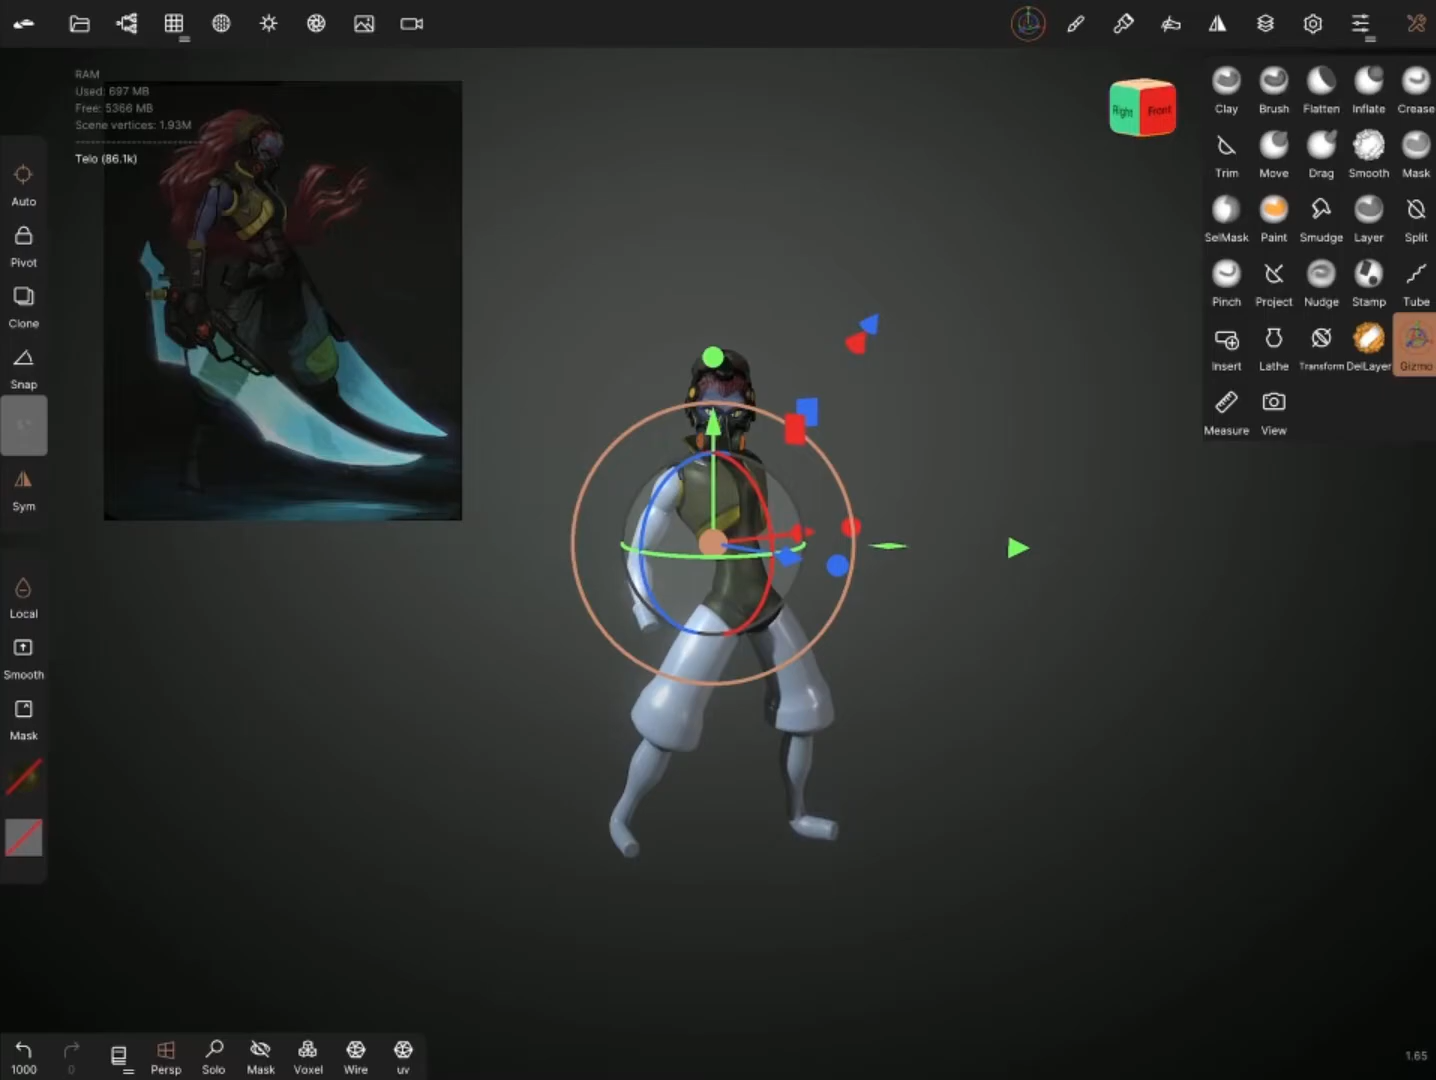 RAM
Used: 697 MB
Free: 5366 MB
Scene vertices: 1.93M
Telo (86.1k)
Auto
Pivot
Clone
Snap
Sym
Local
Smooth
Mask
Right
Front
Clay
Brush
Flatten
Inflate
Crease
Trim
Move
Drag
Smooth
Mask
SelMask
Paint
Smudge
Layer
Split
Pinch
Project
Nudge
Stamp
Tube
Insert
Lathe
Transform
DelLayer
Gizmo
Measure
View
1000
0
Persp
Solo
Mask
Voxel
Wire
uv
1.65